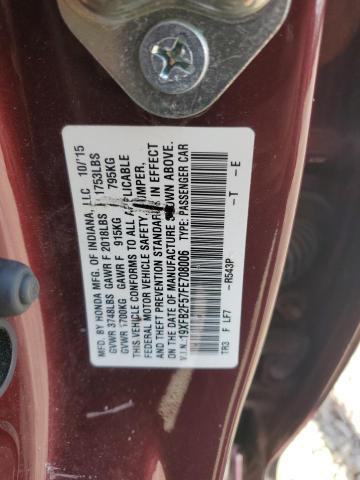 MFD. BY HONDA MFG. OF INDIANA, LLC 10/15
GVWR 3748LBS GAWR F 2018LBS R 1753LBS
GVWR 1700KG GAWR F 915KG R 795KG
THIS VEHICLE CONFORMS TO ALL APPLICABLE
FEDERAL MOTOR VEHICLE SAFETY, BUMPER,
AND THEFT PREVENTION STANDARDS IN EFFECT
ON THE DATE OF MANUFACTURE SHOWN ABOVE.
V.I.N.:19XFB2F57FE708006 TYPE: PASSENGER CAR
-R543P -T -E
TR3 F LF7